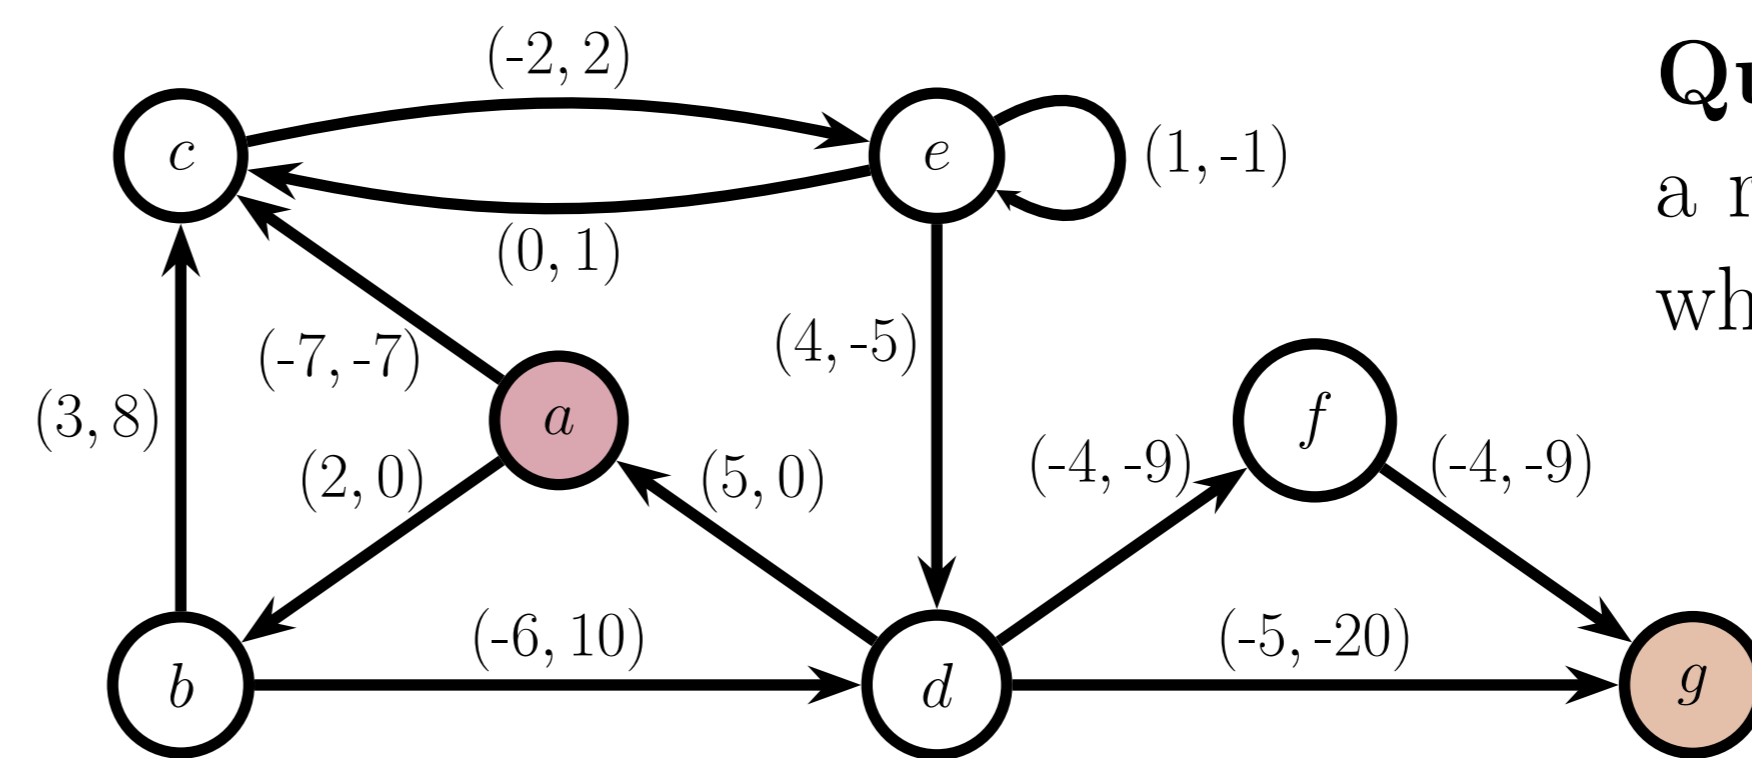 (-2, 2)
c
e
(1, -1)
(0, 1)
(-7, -7)
(4, -5)
(3, 8)
a
f
(2, 0)
(5, 0)
(-4, -9)
(-4, -9)
(-6, 10)
(-5, -20)
b
d
g
a